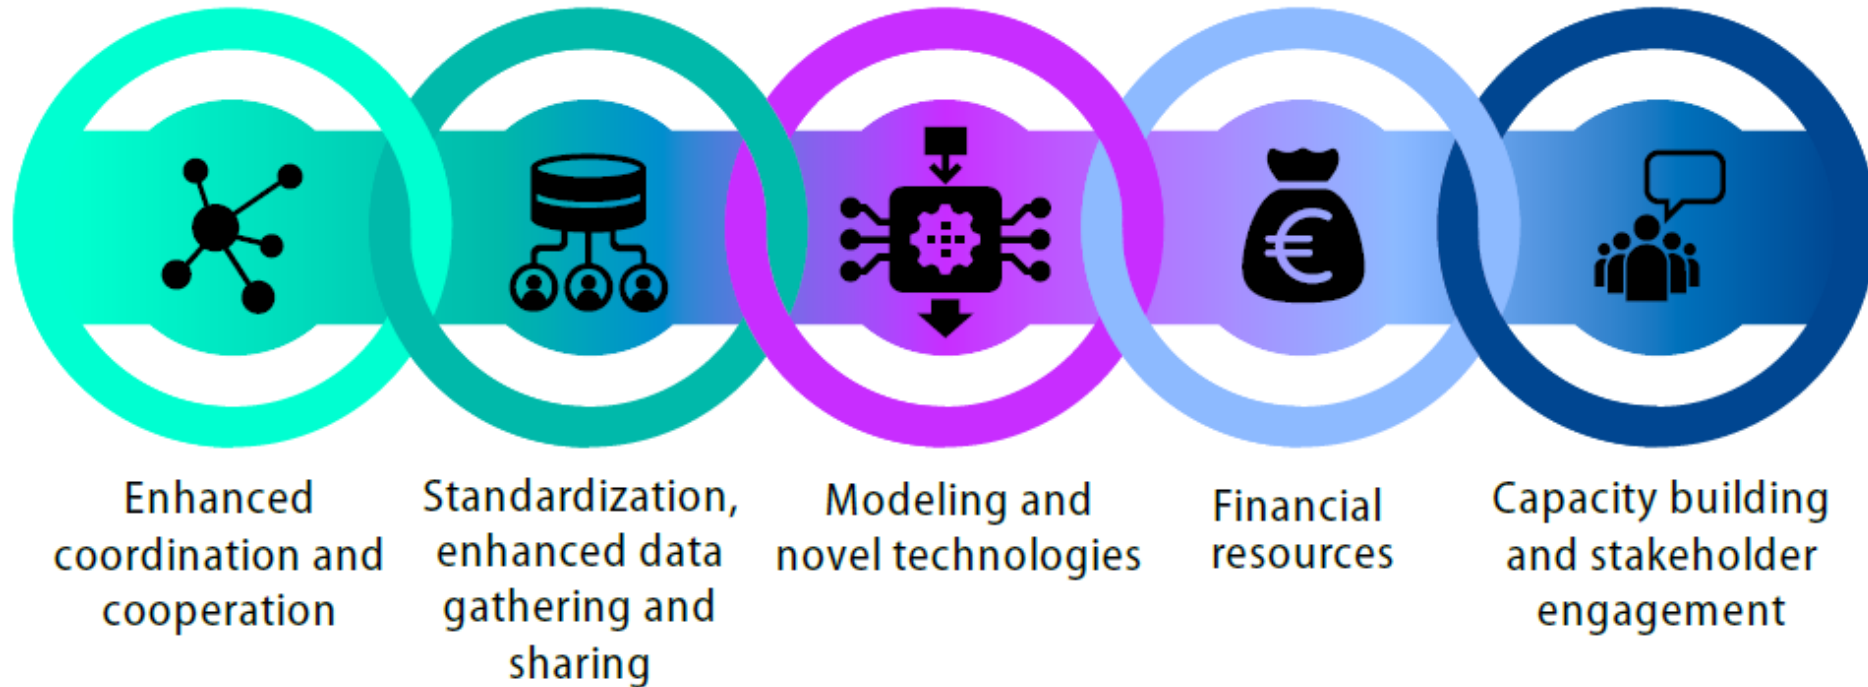 Enhanced
coordination and
cooperation
Standardization,
enhanced data
gathering and
sharing
Modeling and
novel technologies
Financial
resources
Capacity building
and stakeholder
engagement
€